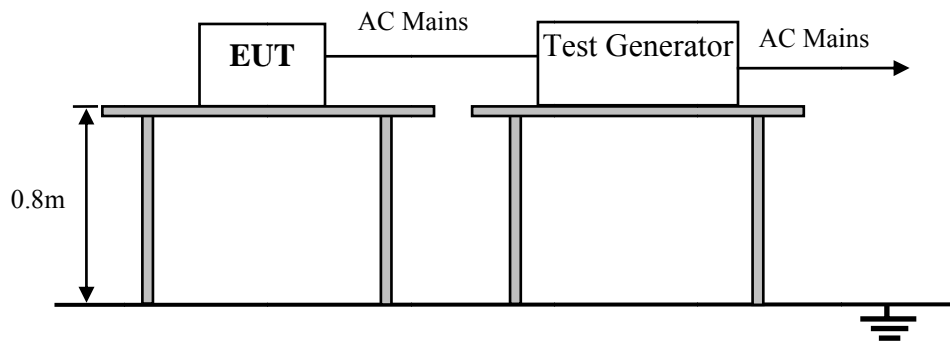 AC Mains
EUT
Test Generator
AC Mains
0.8m